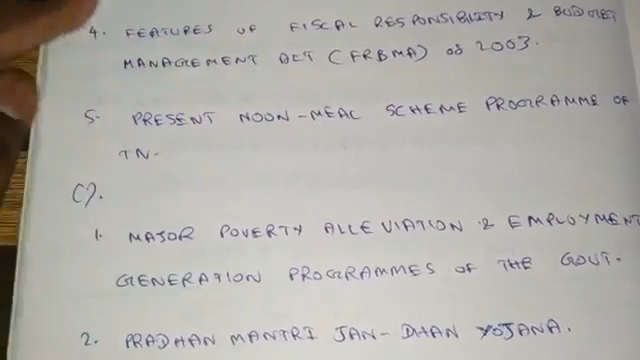 4. FEATURES OF FISCAL RESPONSIBILITY & BUDGET
MANAGEMENT ACT (FRBMA) OF 2003.
5. PRESENT NOON-MEAL SCHEME PROGRAMME OF
TN.
C).
1. MAJOR POVERTY ALLEVIATION & EMPLOYMENT
GENERATION PROGRAMMES OF THE GOVT.
2. PRADHAN MANTRI JAN-DHAN YOJANA.